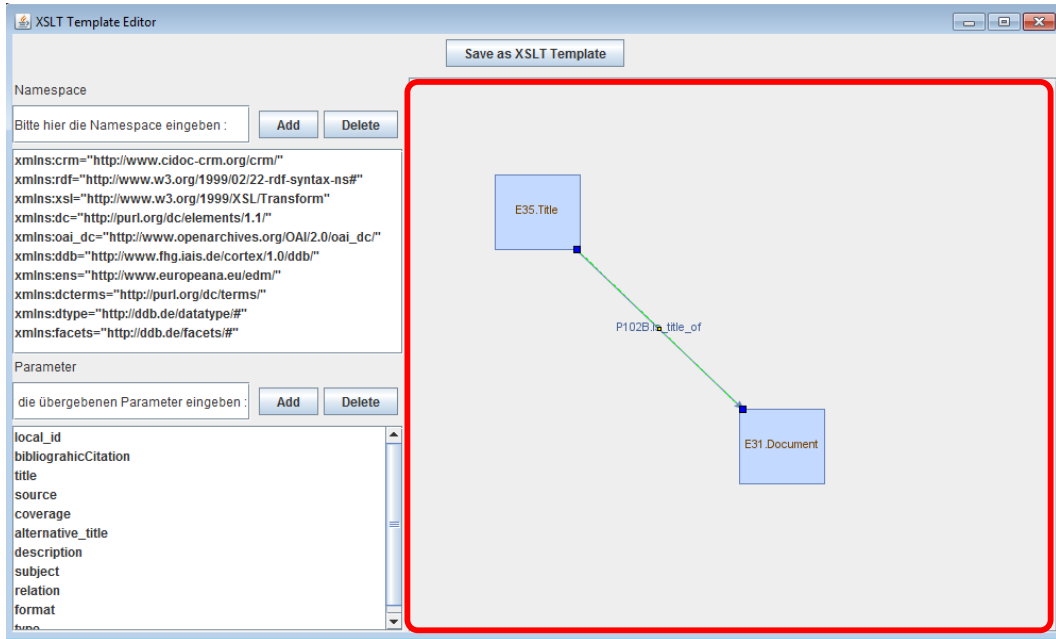 XSLT Template Editor
Save as XSLT Template
Namespace
Bitte hier die Namespace eingeben :
Add
Delete
xmlns:crm="http://www.cidoc-crm.org/crm/"
xmlns:rdf="http://www.w3.org/1999/02/22-rdf-syntax-ns#"
xmlns:xsl="http://www.w3.org/1999/XSL/Transform"
xmlns:dc="http://purl.org/dc/elements/1.1/"
xmlns:oai_dc="http://www.openarchives.org/OAI/2.0/oai_dc/"
xmlns:ddb="http://www.fhg.iais.de/cortex/1.0/ddb/"
xmlns:ens="http://www.europeana.eu/edm/"
xmlns:dcterms="http://purl.org/dc/terms/"
xmlns:dtype="http://ddb.de/datatype/#"
xmlns:facets="http://ddb.de/facets/#"
Parameter
die übergebenen Parameter eingeben :
Add
Delete
local_id
bibliograhicCitation
title
source
coverage
alternative_title
description
subject
relation
format
type
E35.Title
P102B.is_title_of
E31.Document